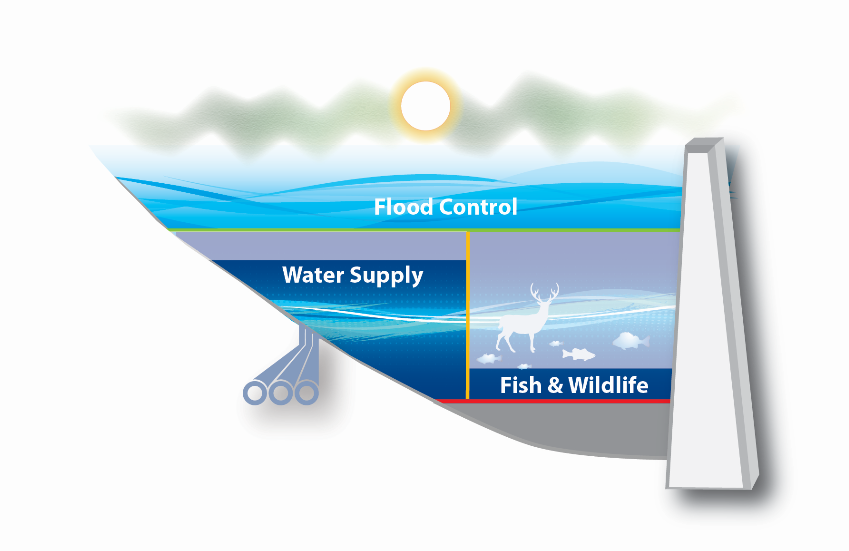 Flood Control
Water Supply
Fish & Wildlife